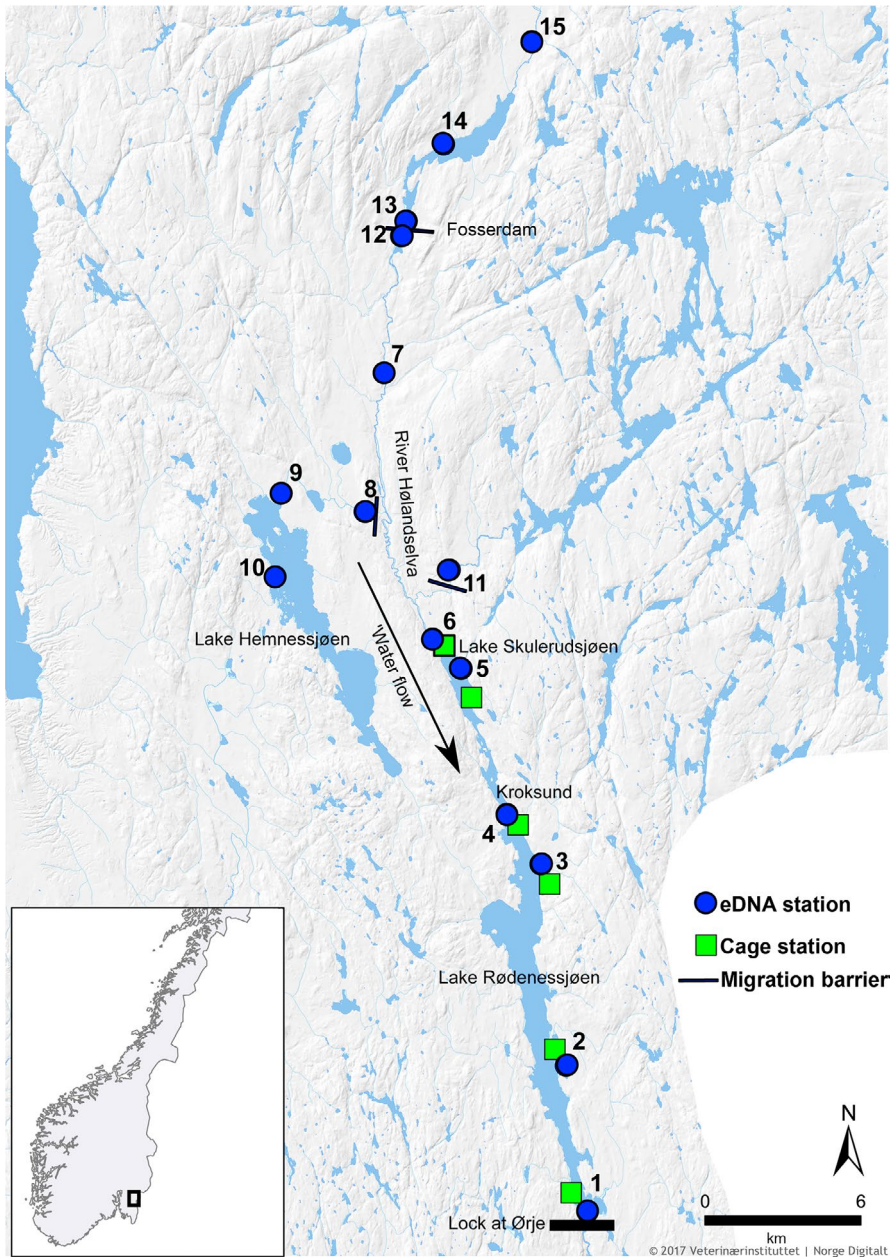 15
14
13
12
Fosserdam
7
River Hølandselva
9
8
10
11
6
Lake Hemnessjøen
Lake Skulerudsjøen
'Water flow
5
Kroksund
4
3
eDNA station
Cage station
Lake Rødenessjøen
Migration barrier
2
N
1
0 6
Lock at Ørje
km
© 2017 Veterinærinstituttet | Norge Digitalt